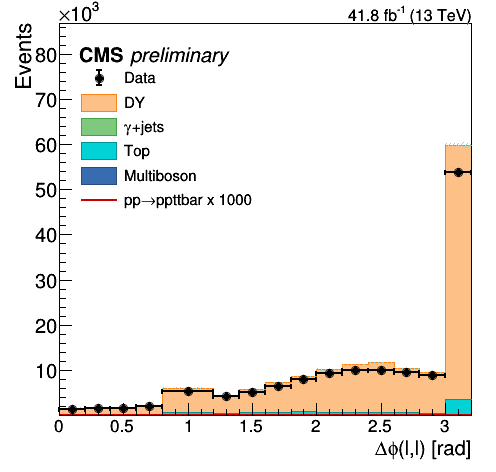 ×10³
41.8 fb⁻¹ (13 TeV)
Events
CMS preliminary
Data
DY
γ+jets
Top
Multiboson
pp→ppttbar x 1000
80
70
60
50
40
30
20
10
0 0.5 1 1.5 2 2.5 3
Δϕ(l,l) [rad]